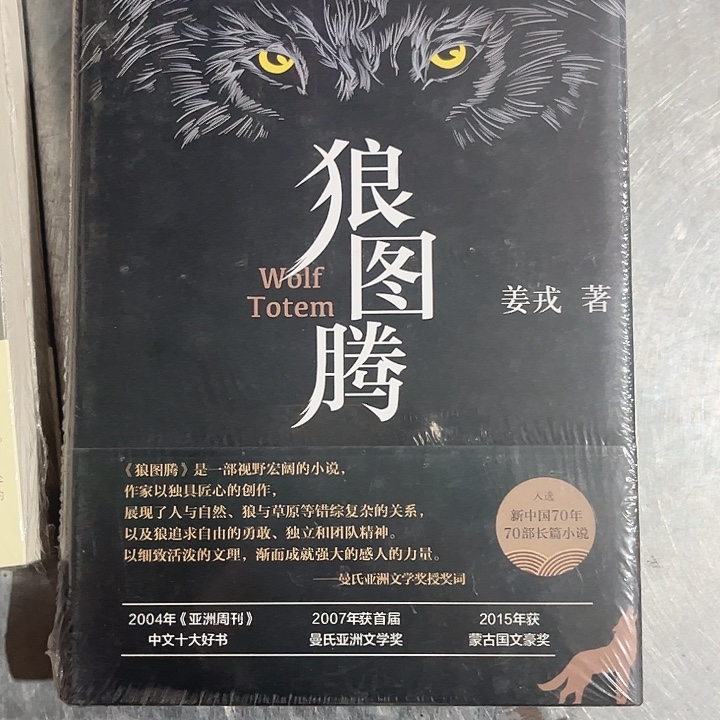 狼图腾
Wolf
Totem
姜戎 著
《狼图腾》是一部视野宏阔的小说，
作家以独具匠心的创作，
展现了人与自然、狼与草原等错综复杂的关系，
以及狼追求自由的勇敢、独立和团队精神。
以细致活泼的文理，渐而成就强大的感人的力量。
——曼氏亚洲文学奖授奖词
入选
新中国70年
70部长篇小说
2004年《亚洲周刊》
中文十大好书
2007年获首届
曼氏亚洲文学奖
2015年获
蒙古国文豪奖